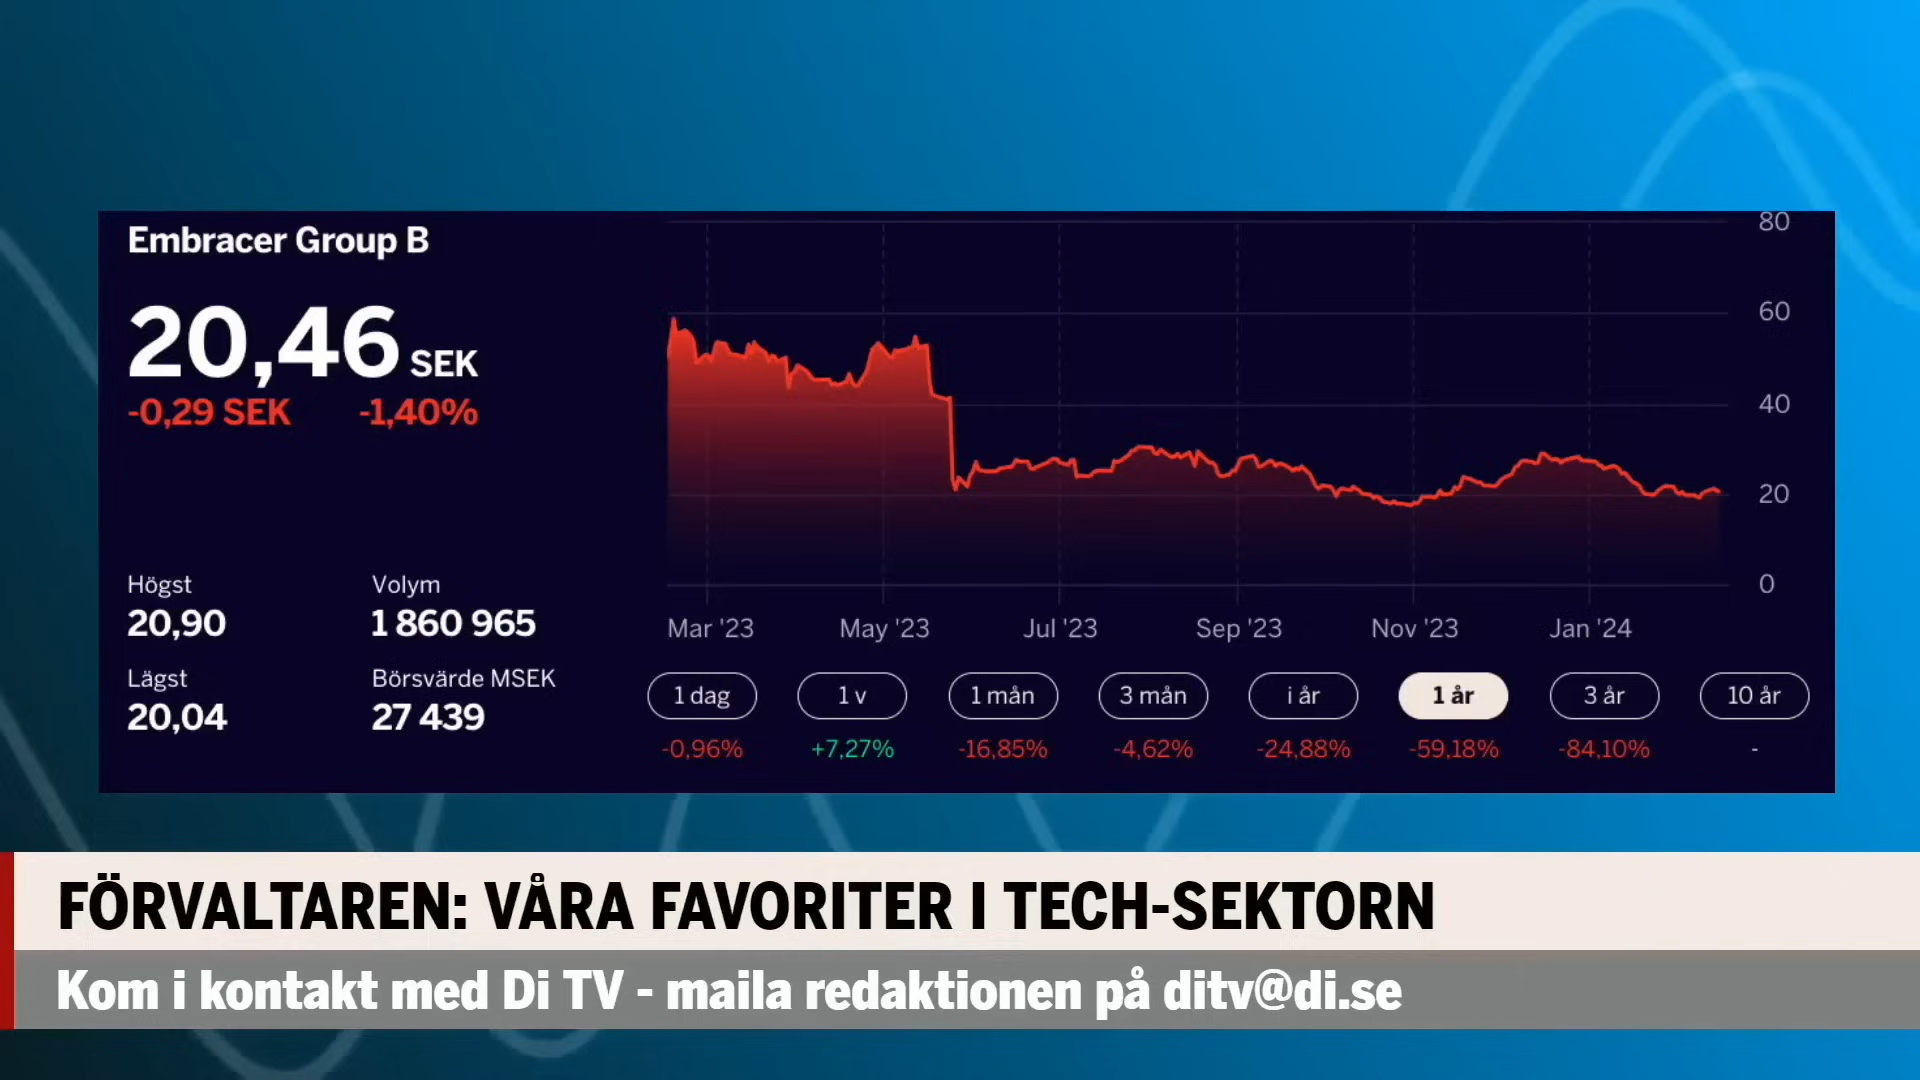 Embracer Group B
20,46 SEK
-0,29 SEK -1,40%
Högst Volym
20,90 1 860 965
Lägst Börsvärde MSEK
20,04 27 439
80
60
40
20
0
Mar '23 May '23 Jul '23 Sep '23 Nov '23 Jan '24
1 dag 1 v 1 mån 3 mån i år 1 år 3 år 10 år
-0,96% +7,27% -16,85% -4,62% -24,88% -59,18% -84,10% -
FÖRVALTAREN: VÅRA FAVORITER I TECH-SEKTORN
Kom i kontakt med Di TV - maila redaktionen på ditv@di.se